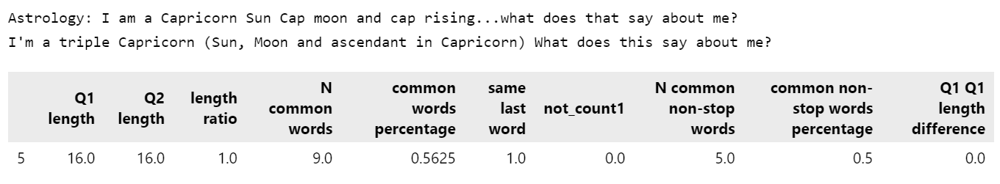 Astrology: I am a Capricorn Sun Cap moon and cap rising...what does that say about me?
I'm a triple Capricorn (Sun, Moon and ascendant in Capricorn) What does this say about me?
Q1 length Q2 length length ratio N common words common words percentage same last word not_count1 N common non-stop words common non-stop words percentage Q1 Q1 length difference
5 16.0 16.0 1.0 9.0 0.5625 1.0 0.0 5.0 0.5 0.0